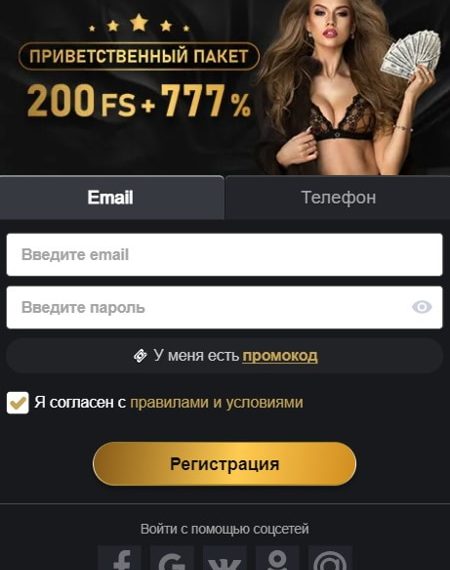 ПРИВЕТСТВЕННЫЙ ПАКЕТ
200 FS + 777 %
Email
Телефон
Введите email
Введите пароль
У меня есть промокод
Я согласен с правилами и условиями
Регистрация
Войти с помощью соцсетей